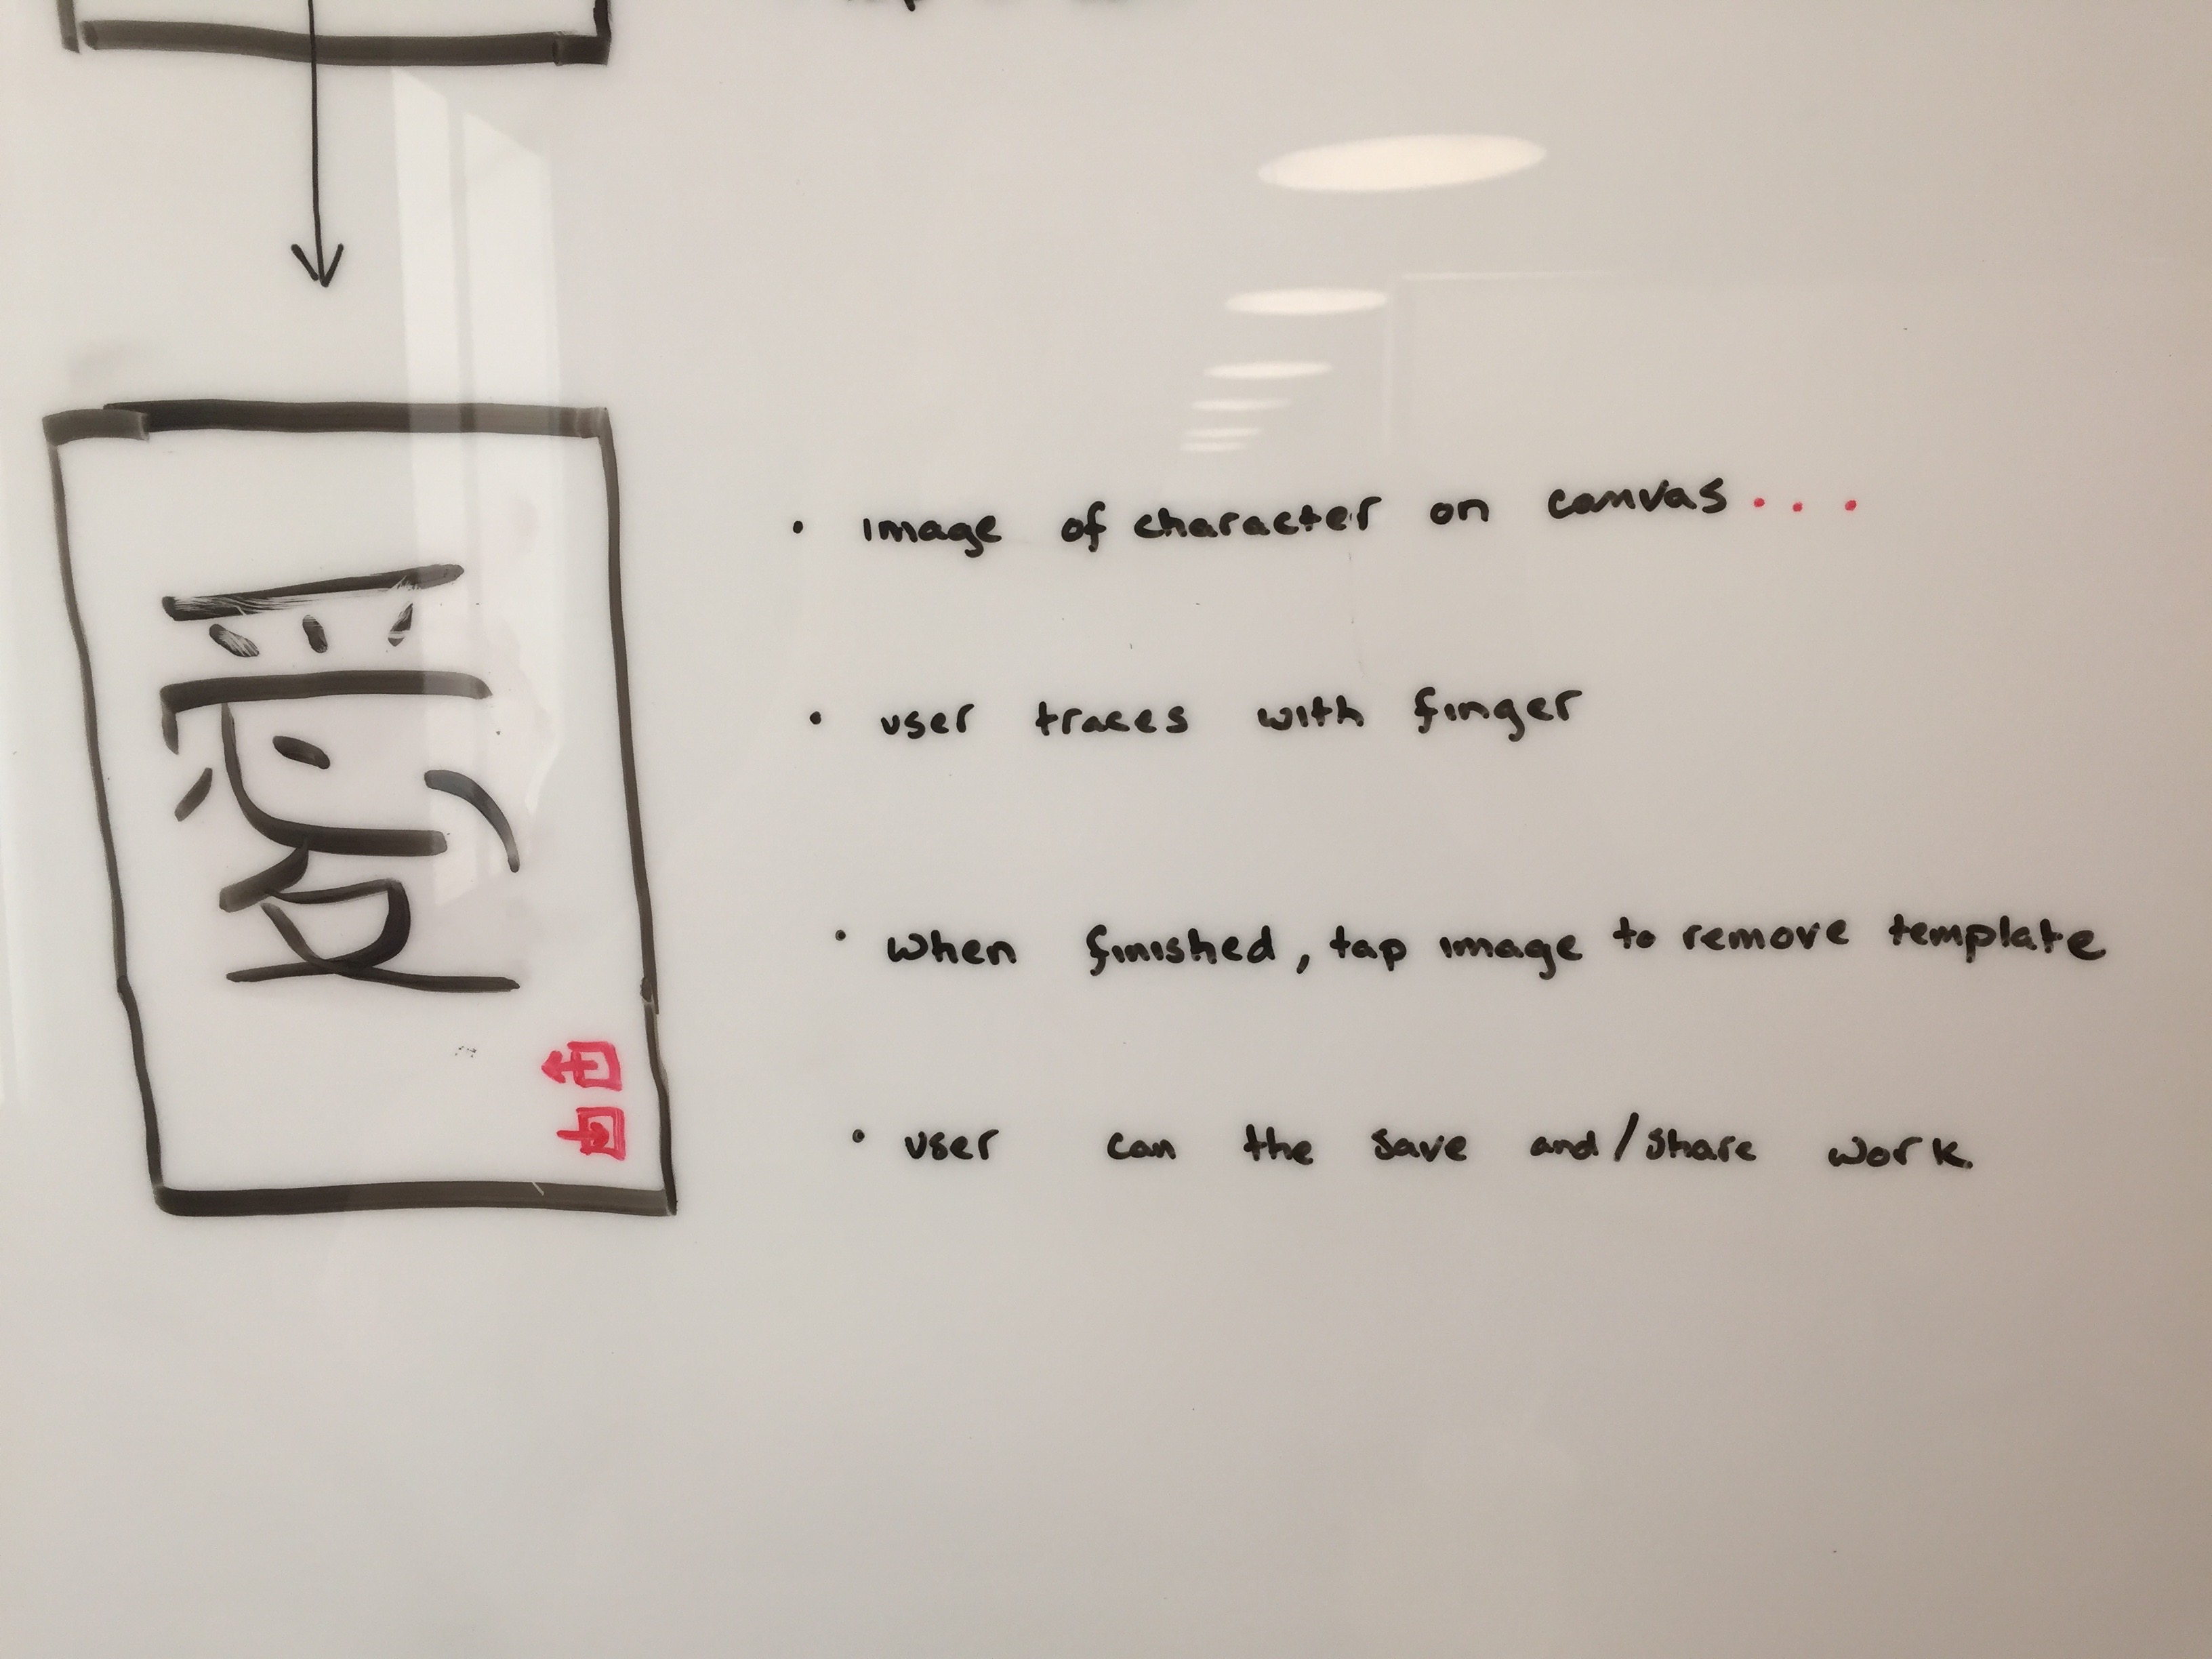 • image of character on canvas...
• user traces with finger
• when finished, tap image to remove template
• user can the save and/share work.
愛